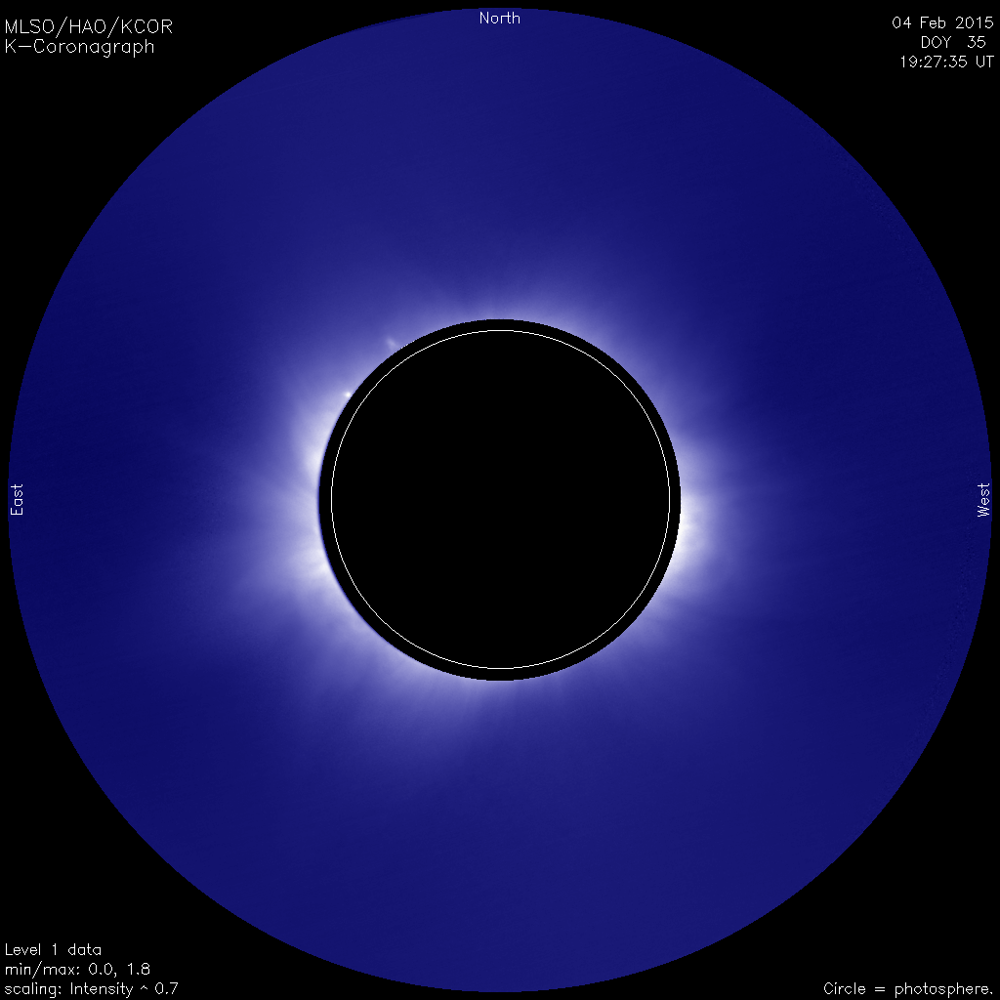 MLSO/HAO/KCOR
K-Coronagraph
North
04 Feb 2015
DOY 35
19:27:35 UT
East
West
Level 1 data
min/max: 0.0, 1.8
scaling: Intensity ^ 0.7
Circle = photosphere.